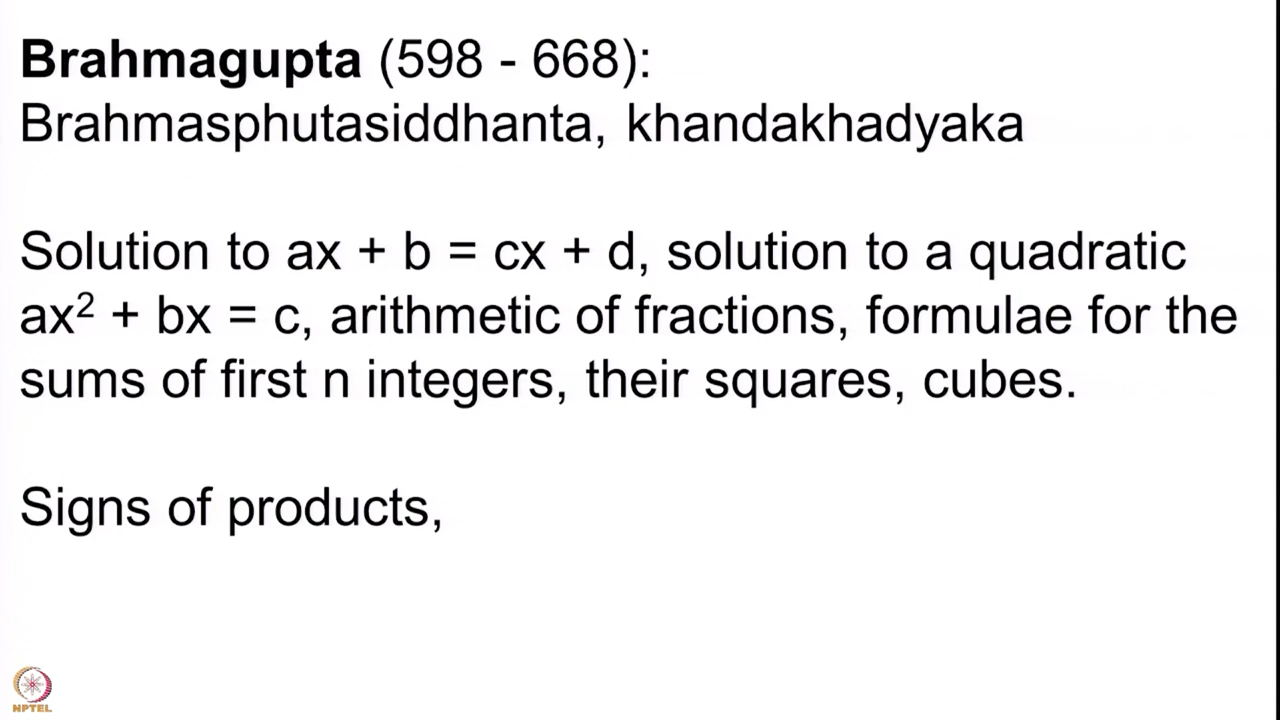 Brahmagupta (598 - 668):
Brahmasphutasiddhanta, khandakhadyaka
Solution to ax + b = cx + d, solution to a quadratic
ax² + bx = c, arithmetic of fractions, formulae for the
sums of first n integers, their squares, cubes.
Signs of products,
NPTEL